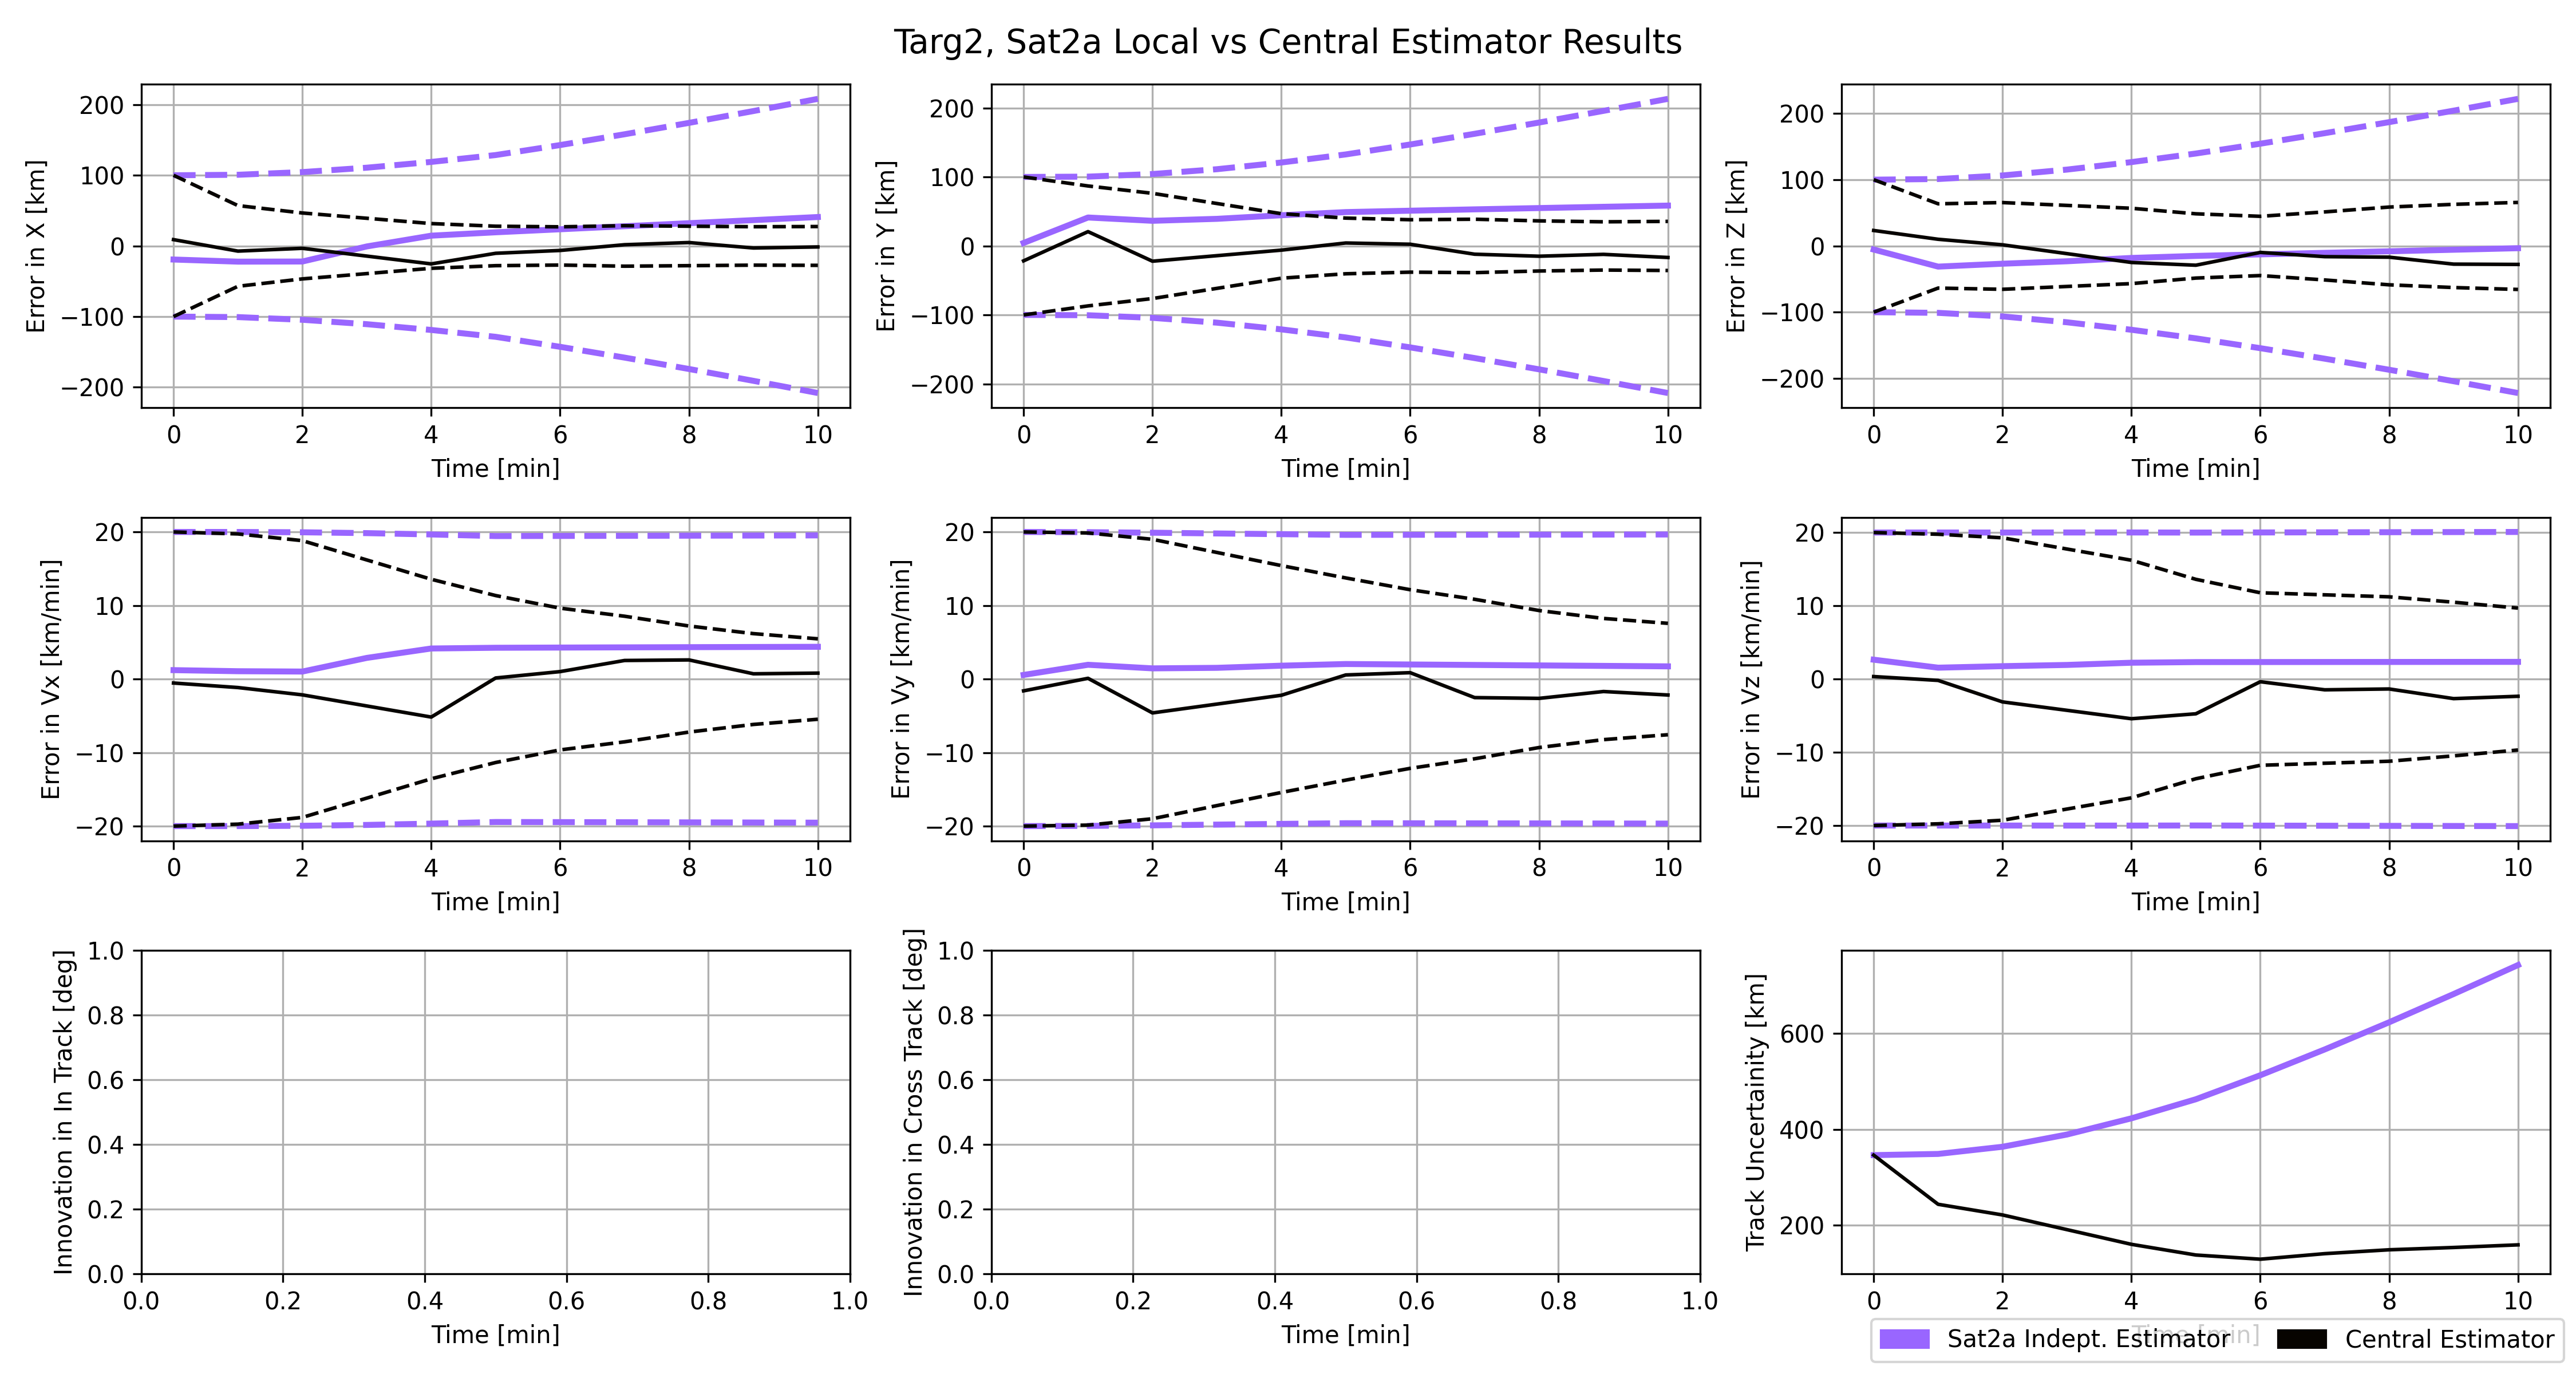 Targ2, Sat2a Local vs Central Estimator Results
Error in X [km]
200
100
0
−100
−200
0 2 4 6 8 10
Time [min]
Error in Y [km]
200
100
0
−100
−200
0 2 4 6 8 10
Time [min]
Error in Z [km]
200
100
0
−100
−200
0 2 4 6 8 10
Time [min]
Error in Vx [km/min]
20
10
0
−10
−20
0 2 4 6 8 10
Time [min]
Error in Vy [km/min]
20
10
0
−10
−20
0 2 4 6 8 10
Time [min]
Error in Vz [km/min]
20
10
0
−10
−20
0 2 4 6 8 10
Time [min]
Innovation in In Track [deg]
1.0
0.8
0.6
0.4
0.2
0.0
0.0 0.2 0.4 0.6 0.8 1.0
Time [min]
Innovation in Cross Track [deg]
1.0
0.8
0.6
0.4
0.2
0.0
0.0 0.2 0.4 0.6 0.8 1.0
Time [min]
Track Uncertainity [km]
600
400
200
0 2 4 6 8 10
Time [min]
Sat2a Indept. Estimator
Central Estimator